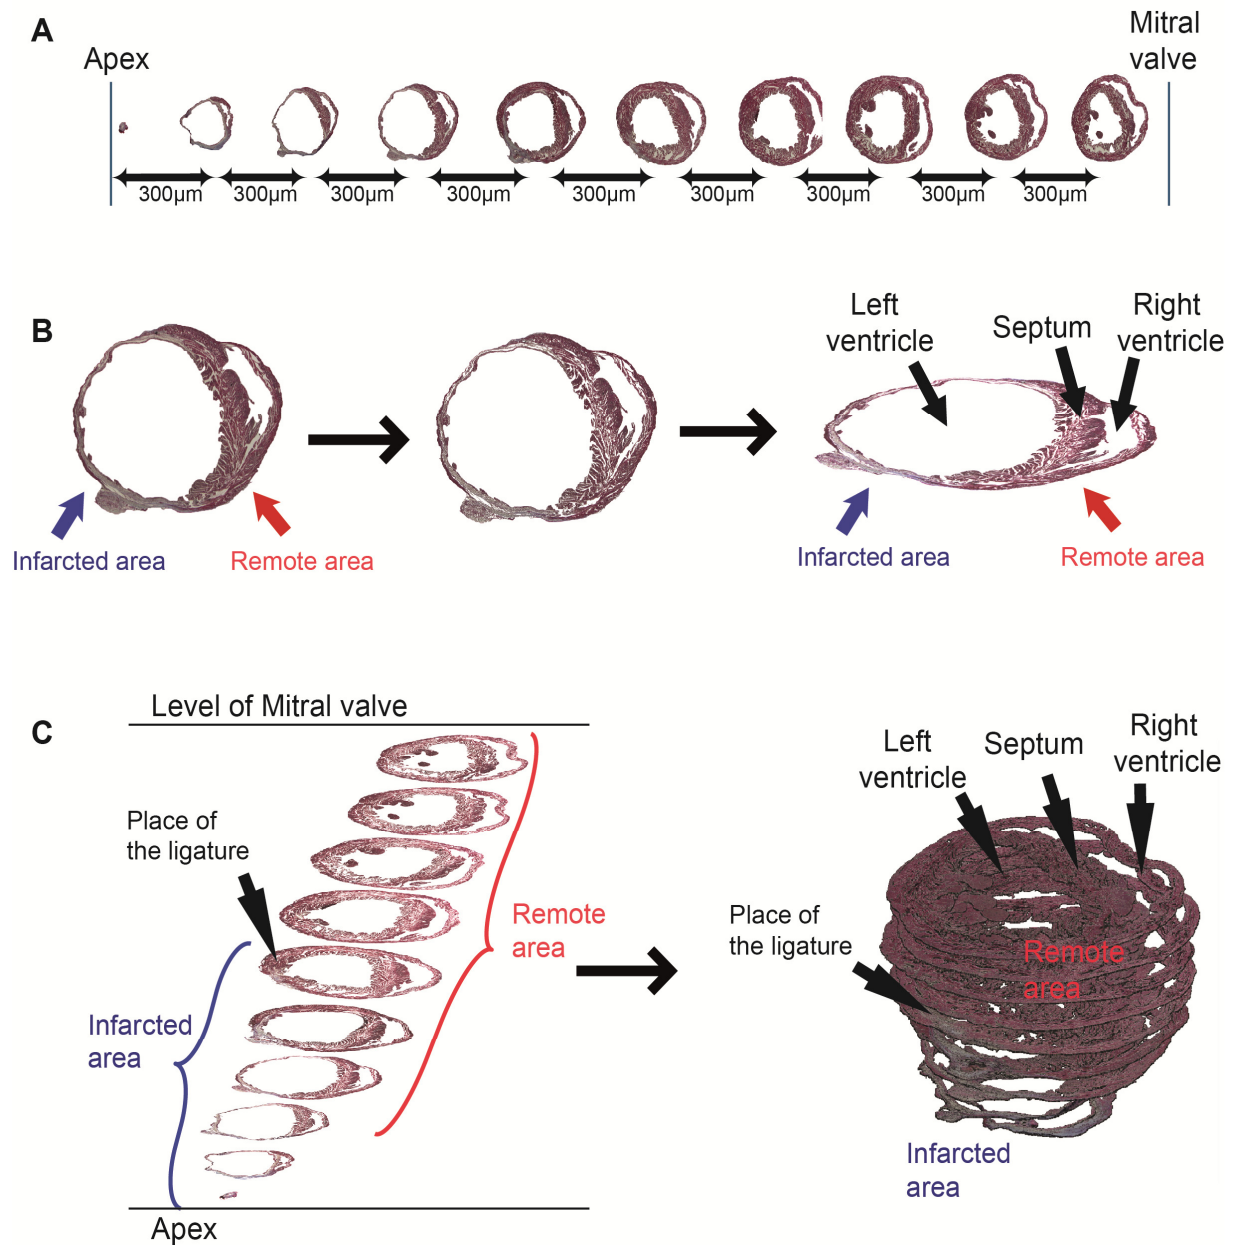 A
Apex
Mitral
valve
300µm
300µm
300µm
300µm
300µm
300µm
300µm
300µm
300µm
B
Left
ventricle
Septum
Right
ventricle
Infarcted area
Remote area
Infarcted area
Remote area
C
Level of Mitral valve
Place of
the ligature
Infarcted
area
Remote
area
Apex
Left
ventricle
Septum
Right
ventricle
Place of
the ligature
Remote
area
Infarcted
area